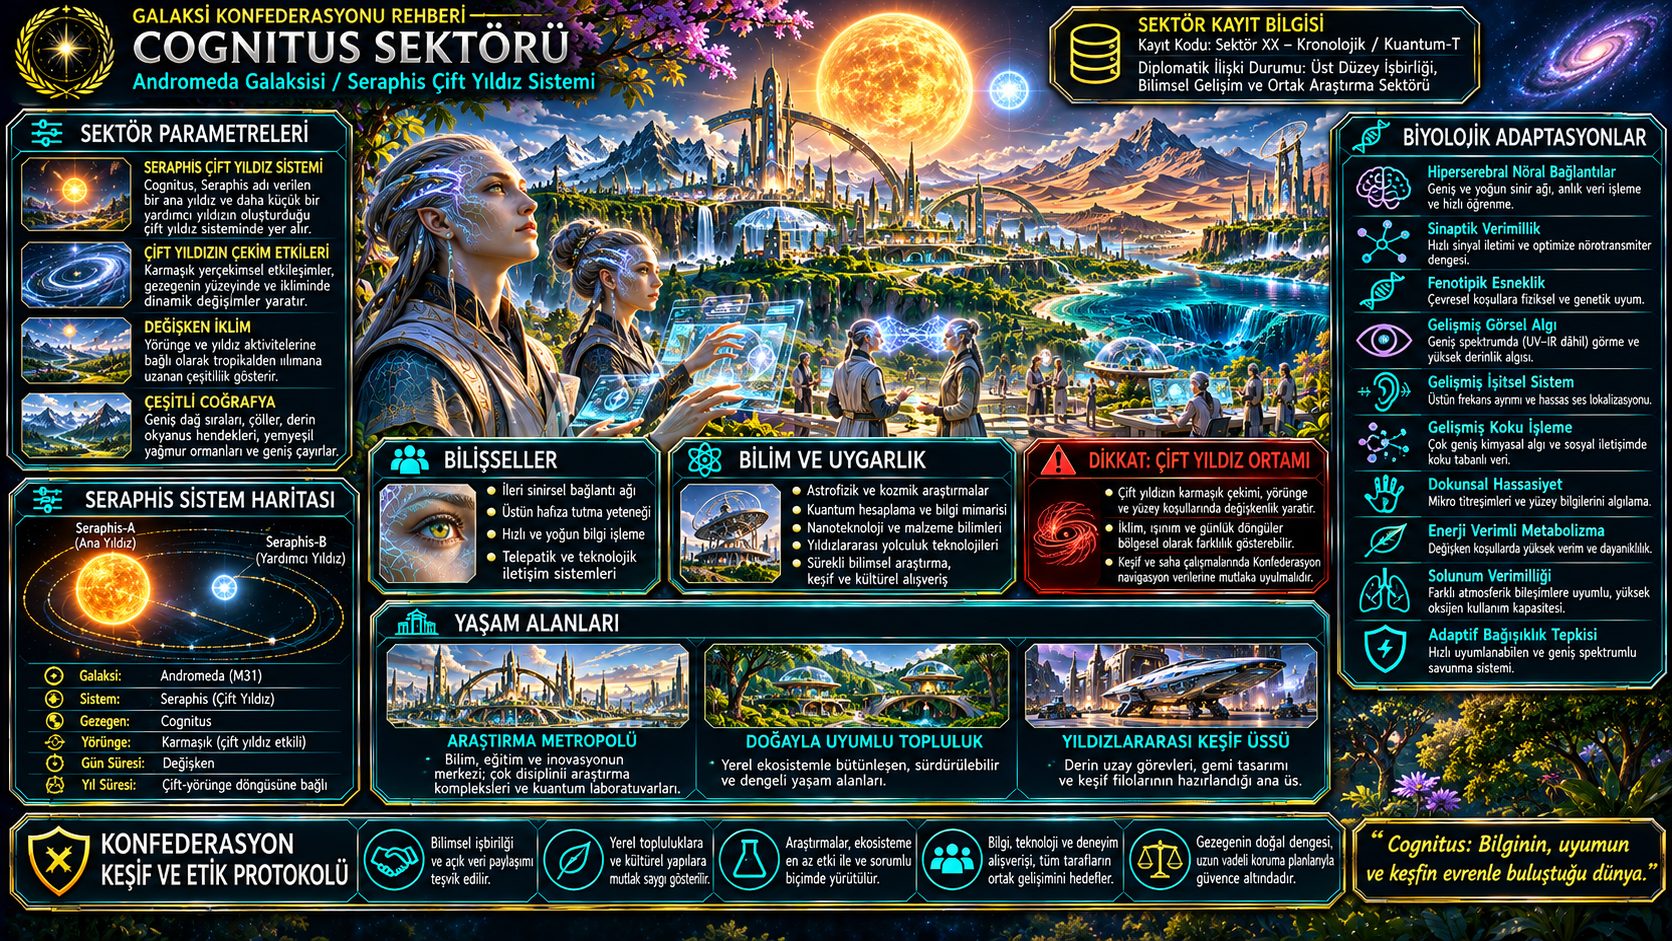 GALAKSİ KONFEDERASYONU REHBERİ
COGNITUS SEKTÖRÜ
Andromeda Galaksisi / Seraphis Çift Yıldız Sistemi
SEKTÖR KAYIT BİLGİSİ
Kayıt Kodu: Sektör XX – Kronolojik / Kuantum-T
Diplomatik İlişki Durumu: Üst Düzey İşbirliği,
Bilimsel Gelişim ve Ortak Araştırma Sektörü
SEKTÖR PARAMETRELERİ
SERAPHIS ÇİFT YILDIZ SİSTEMİ
Cognitus, Seraphis adı verilen
bir ana yıldız ve daha küçük bir
yardımcı yıldızın oluşturduğu
çift yıldız sisteminde yer alır.
ÇİFT YILDIZIN ÇEKİM ETKİLERİ
Karmaşık yerçekimsel etkileşimler,
gezegenin yüzeyinde ve ikliminde
dinamik değişimler yaratır.
DEĞİŞKEN İKLİM
Yörünge ve yıldız aktivitelerine
bağlı olarak tropikalden ıılımana
uzanan çeşitillik gösterir.
ÇEŞİTLİ COĞRAFYA
Geniş dağ sıraları, çöller, derin
okyanus hendekleri, yemyeşil
yağmur ormanları ve geniş çayırlar.
SERAPHIS SİSTEM HARİTASI
Seraphis-A
(Ana Yıldız)
Seraphis-B
(Yardımcı Yıldız)
Galaksi: Andromeda (M31)
Sistem: Seraphis (Çift Yıldız)
Gezegen: Cognitus
Yörünge: Karmaşık (çift yıldız etkili)
Gün Süresi: Değişken
Yıl Süresi: Çift-yörünge döngüsüne bağlı
BİLİŞSELLER
İleri sinirsel bağlantı ağı
Üstün hafıza tutma yeteneği
Hızlı ve yoğun bilgi işleme
Telepatik ve teknolojik
iletişim sistemleri
BİLİM VE UYGARLIK
Astrofizik ve kozmik araştırmalar
Kuantum hesaplama ve bilgi mimarisi
Nanoteknoloji ve malzeme bilimleri
Yıldızlararası yolculuk teknolojileri
Sürekli bilimsel araştırma,
keşif ve kültürel alışveriş
DİKKAT: ÇİFT YILDIZ ORTAMI
Çift yıldızın karmaşık çekimi, yörünge
ve yüzey koşullarında değişkenlik yaratir.
İklim, ışınım ve günlük döngüler
bölgesel olarak farklılık gösterebilir.
Keşif ve saha çalışmalarında Konfederasyon
navigasyon verilerine mutlaka uyulmalıdır.
YAŞAM ALANLARI
ARAŞTIRMA METROPOLÜ
Bilim, eğitim ve inovasyonun
merkezi; çok disiplinli araştırma
kompleksleri ve kuantum laboratuvarları.
DOĞAYLA UYUMLU TOPLULUK
Yerel ekosistemle bütünleşen, sürdürülebilir
ve dengeli yaşam alanları.
YILDIZLARARASI KEŞİF ÜSSÜ
Derin uzay görevleri, gemi tasarımı
ve keşif filolarının hazırlandığı ana üs.
BİYOLOJİK ADAPTASYONLAR
Hiperserebral Nöral Bağlantılar
Geniş ve yoğun sinir ağı, anlık veri işleme
ve hızlı öğrenme.
Sinaptik Verimillik
Hızlı sinyal iletimi ve optimize nörotransmiter
dengesi.
Fenotipik Esneklik
Çevresel koşullara fiziksel ve genetik uyum.
Gelişmiş Görsel Algı
Geniş spektrumda (UV–IR dâhil) görme ve
yüksek derinlik algısı.
Gelişmiş İşitsel Sistem
Üstün frekans ayrımı ve hassas ses lokalizasyonu.
Gelişmiş Koku İşleme
Çok geniş kimyasal algı ve sosyal iletişimde
koku tabanlı veri.
Dokunsal Hassasiyet
Mikro titreşimleri ve yüzey bilgilerini algılama.
Enerji Verimli Metabolizma
Değişken koşullarda yüksek verim ve dayanıklılık.
Solunum Verimilliği
Farklı atmosferik bileşimlere uyumlu, yüksek
oksijen kullanım kapasitesi.
Adaptif Bağışıklık Tepkisi
Hızlı uyumlanabilen ve geniş spektrumlu
savunma sistemi.
KONFEDERASYON
KEŞİF VE ETİK PROTOKOLÜ
Bilimsel işbirliği
ve açık veri paylaşımı
teşvik edilir.
Yerel topluluklara
ve kültürel yapılara
mutlak saygı gösterilir.
Araştırmalar, ekosisteme
en az etki ile ve sorumlu
biçimde yürütülür.
Bilgi, teknoloji ve deneyim
alışverişi, tüm tarafların
ortak gelişimini hedefler.
Gezegenin doğal dengesi,
uzun vadeli koruma planlarıyla
güvence altındadır.
“Cognitus: Bilginin, uyumun
ve keşfin evrenle buluştuğu dünya.”